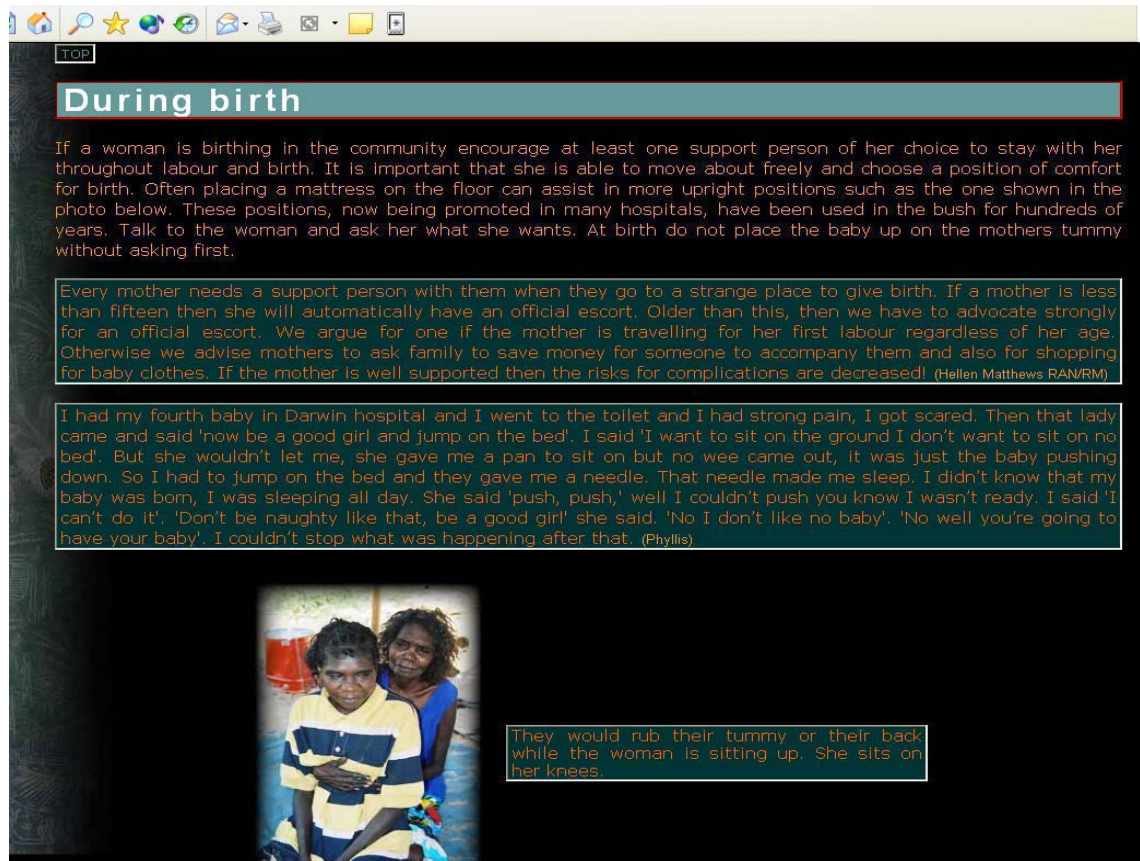 TOP
During birth
If a woman is birthing in the community encourage at least one support person of her choice to stay with her
throughout labour and birth. It is important that she is able to move about freely and choose a position of comfort
for birth. Often placing a mattress on the floor can assist in more upright positions such as the one shown in the
photo below. These positions, now being promoted in many hospitals, have been used in the bush for hundreds of
years. Talk to the woman and ask her what she wants. At birth do not place the baby up on the mothers tummy
without asking first.
Every mother needs a support person with them when they go to a strange place to give birth. If a mother is less
than fifteen then she will automatically have an official escort. Older than this, then we have to advocate strongly
for an official escort. We argue for one if the mother is travelling for her first labour regardless of her age.
Otherwise we advise mothers to ask family to save money for someone to accompany them and also for shopping
for baby clothes. If the mother is well supported then the risks for complications are decreased! (Hellen Matthews RAN/RM)
I had my fourth baby in Darwin hospital and I went to the toilet and I had strong pain, I got scared. Then that lady
came and said 'now be a good girl and jump on the bed'. I said 'I want to sit on the ground I don't want to sit on no
bed'. But she wouldn't let me, she gave me a pan to sit on but no wee came out, it was just the baby pushing
down. So I had to jump on the bed and they gave me a needle. That needle made me sleep. I didn't know that my
baby was born, I was sleeping all day. She said 'push, push,' well I couldn't push you know I wasn't ready. I said 'I
can't do it'. 'Don't be naughty like that, be a good girl' she said. 'No I don't like no baby'. 'No well you're going to
have your baby'. I couldn't stop what was happening after that. (Phyllis)
They would rub their tummy or their back
while the woman is sitting up. She sits on
her knees.